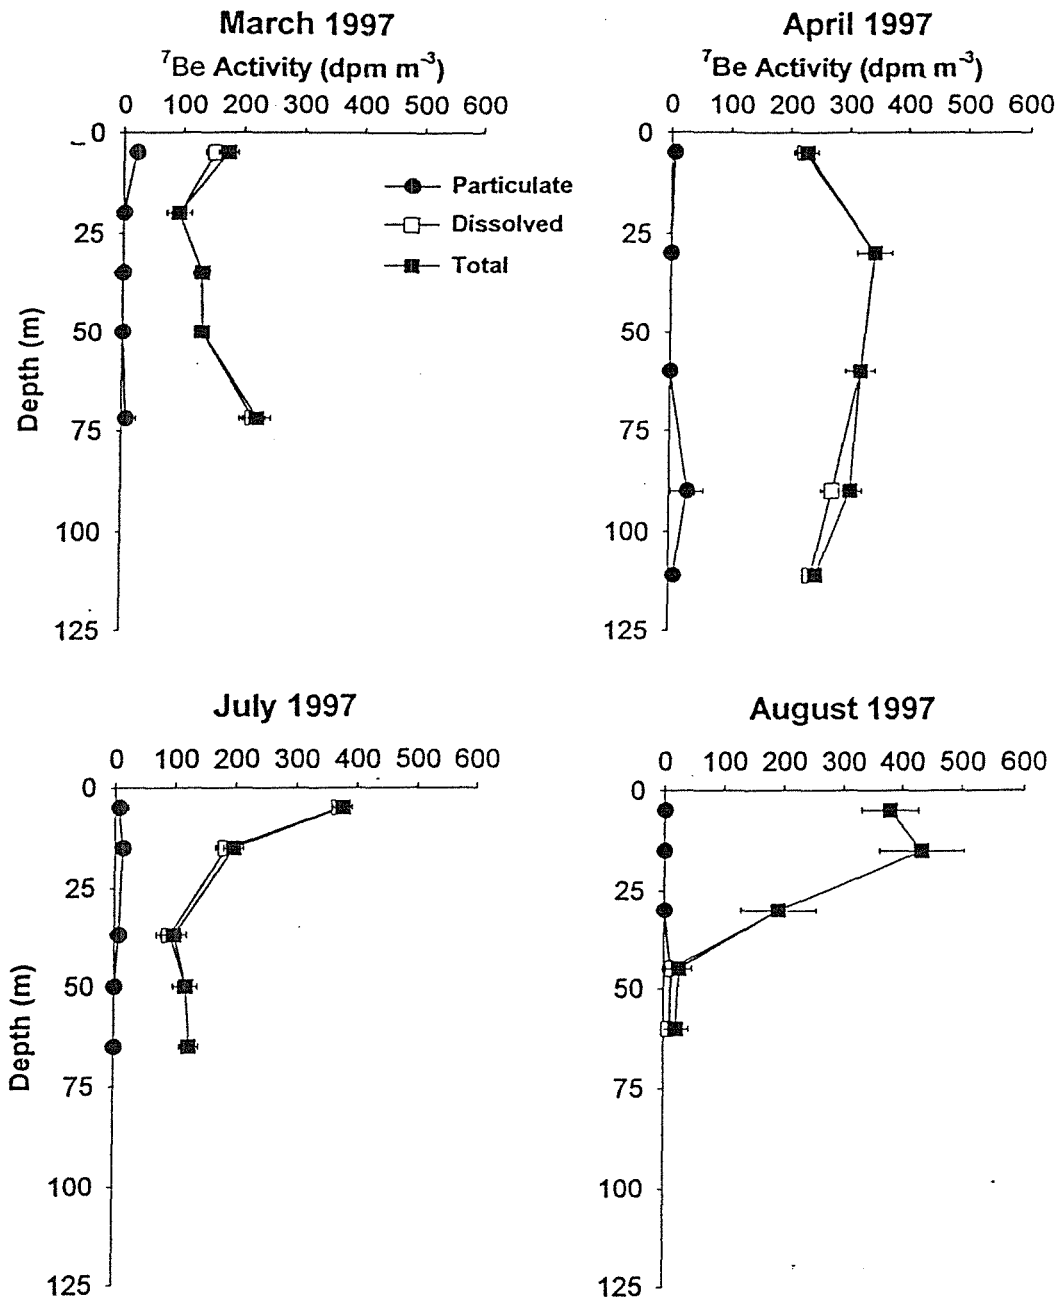 March 1997
⁷Be Activity (dpm m⁻³)
0 100 200 300 400 500 600
0
25
50
75
100
125
Depth (m)
Particulate
Dissolved
Total
April 1997
⁷Be Activity (dpm m⁻³)
0 100 200 300 400 500 600
0
25
50
75
100
125
July 1997
0 100 200 300 400 500 600
0
25
50
75
100
125
Depth (m)
August 1997
0 100 200 300 400 500 600
0
25
50
75
100
125